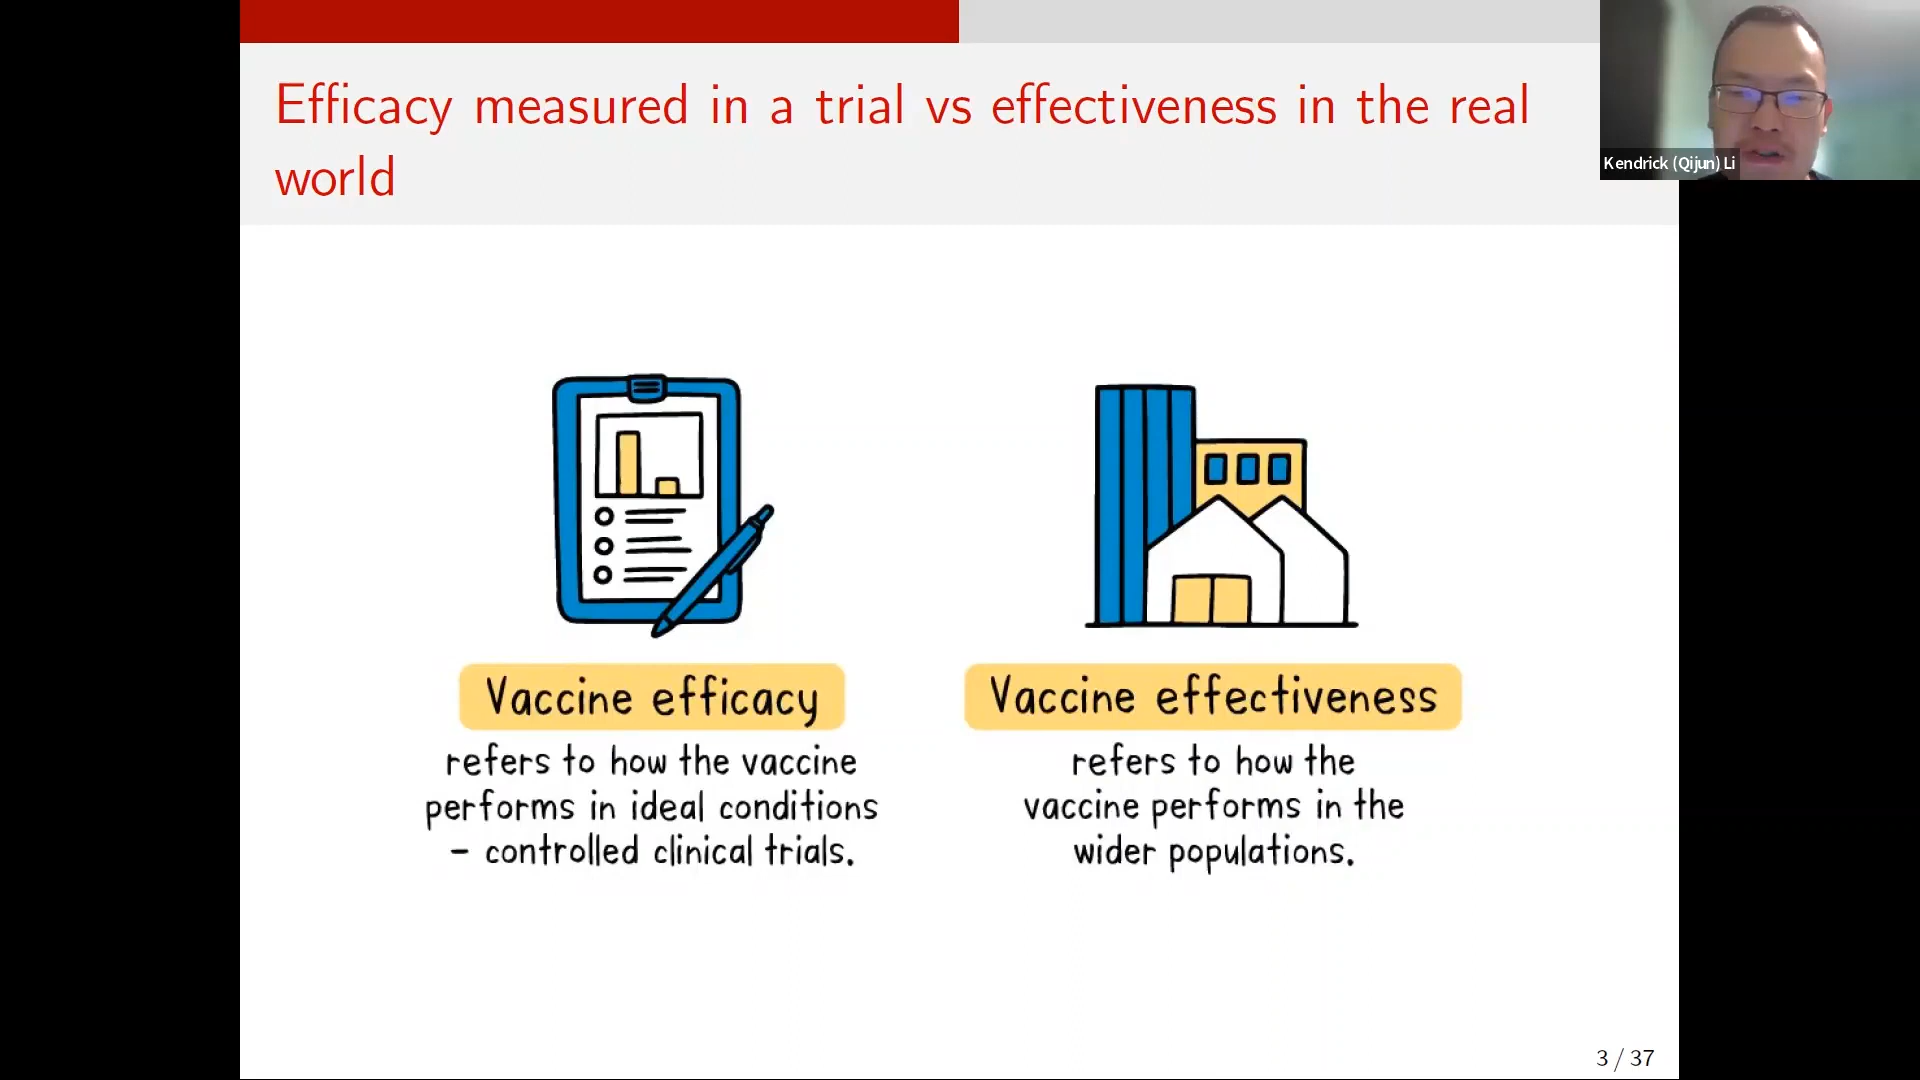 Efficacy measured in a trial vs effectiveness in the real
world
Kendrick (Qijun) Li
Vaccine efficacy
refers to how the vaccine
performs in ideal conditions
– controlled clinical trials.
Vaccine effectiveness
refers to how the
vaccine performs in the
wider populations.
3 / 37